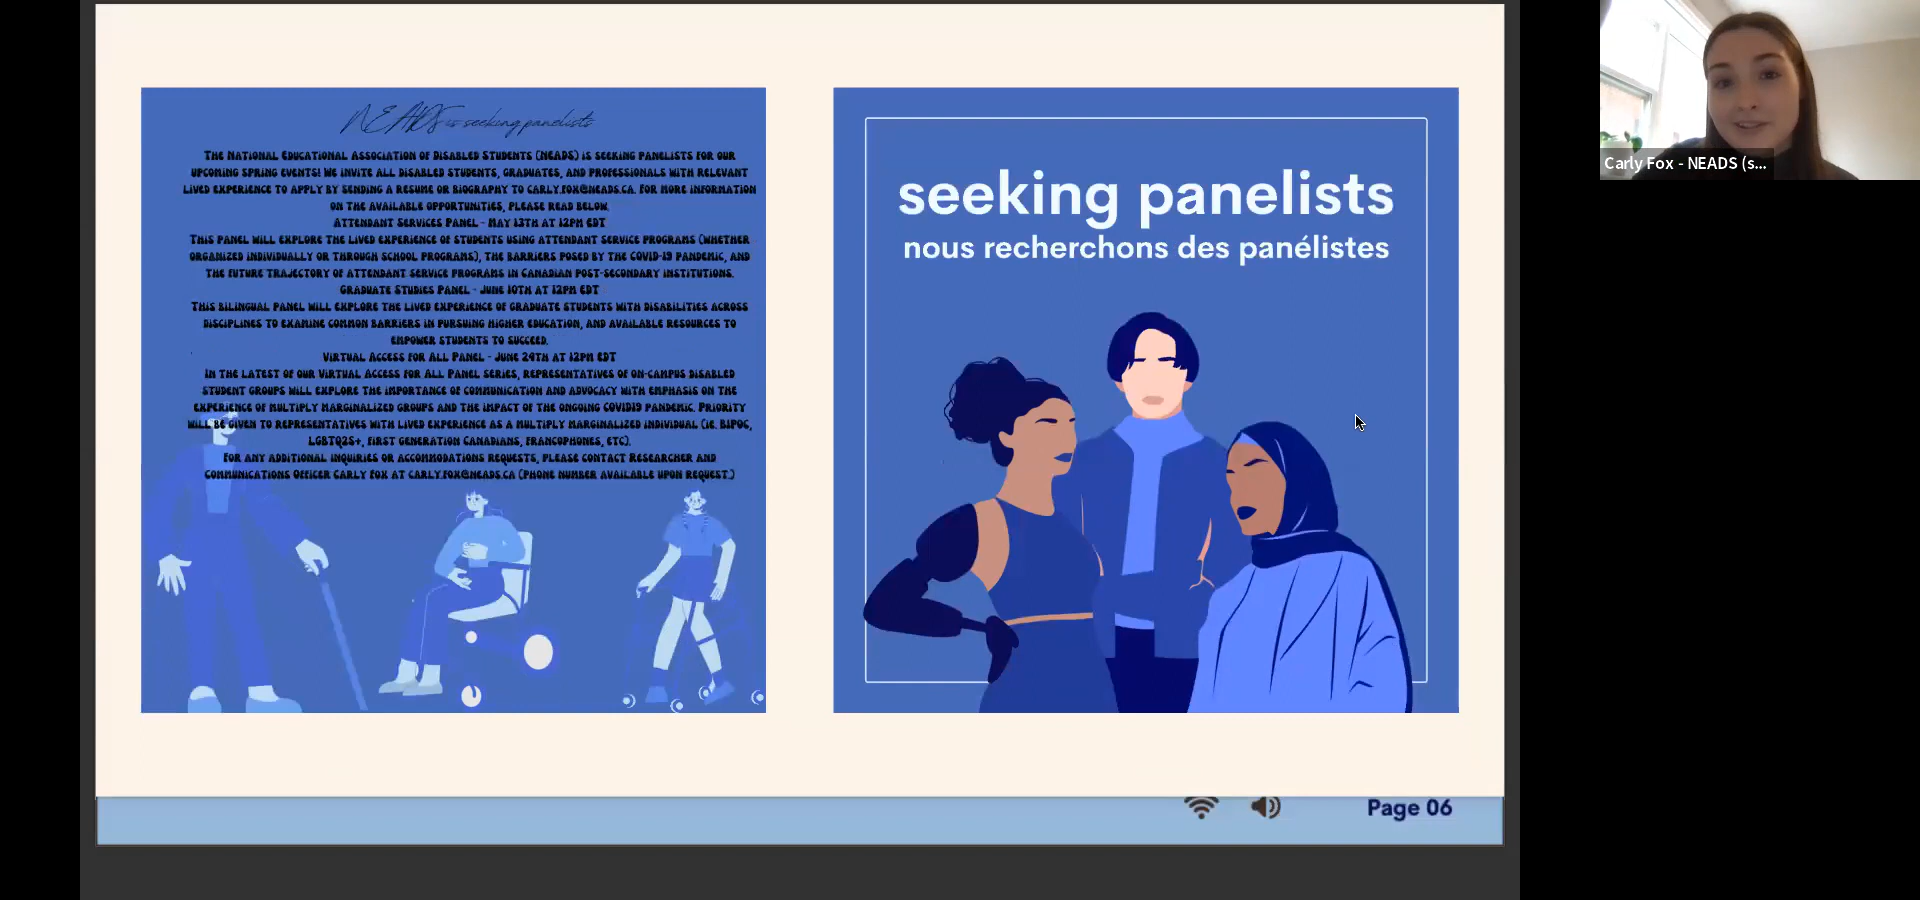 NEADS is seeking panelists
The National Educational Association of Disabled Students (NEADS) is seeking panelists for our
upcoming spring events! We invite all disabled students, graduates, and professionals with relevant
lived experience to apply by sending a resume or biography to carly.fox@neads.ca. For more information
on the available opportunities, please read below.
Attendant Services Panel - May 13th at 12pm EDT
This panel will explore the lived experience of students using attendant service programs (whether
organized individually or through school programs), the barriers posed by the COVID-19 pandemic, and
the future trajectory of attendant service programs in Canadian post-secondary institutions.
Graduate Studies Panel - June 10th at 12pm EDT
This bilingual panel will explore the lived experience of graduate students with disabilities across
disciplines to examine common barriers in pursuing higher education, and available resources to
empower students to succeed.
Virtual Access for All Panel - June 24th at 12pm EDT
In the latest of our Virtual Access for All Panel series, representatives of on-campus disabled
student groups will explore the importance of communication and advocacy with emphasis on the
experience of multiply marginalized groups and the impact of the ongoing COVID19 pandemic. Priority
will be given to representatives with lived experience as a multiply marginalized individual (ie. BIPOC,
LGBTQ2S+, first generation Canadians, francophones, etc).
For any additional inquiries or accommodations requests, please contact Researcher and
Communications Officer Carly Fox at carly.fox@neads.ca (phone number available upon request.)
seeking panelists
nous recherchons des panélistes
Page 06
Carly Fox - NEADS (s...